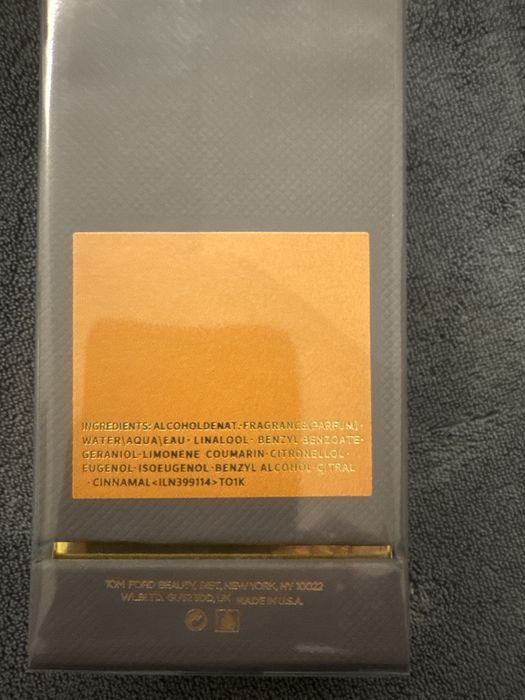 INGREDIENTS: ALCOHOLDENAT.·FRAGRANCE(PARFUM)·
WATER\AQUA\EAU· LINALOOL· BENZYL BENZOATE·
GERANIOL·LIMONENE COUMARIN·CITRONELLOL·
EUGENOL·ISOEUGENOL·BENZYL ALCOHOL·CITRAL
·CINNAMAL<ILN399114>TO1K
TOM FORD BEAUTY, DIST, NEW YORK, NY 10022
UK MADE IN U.S.A.